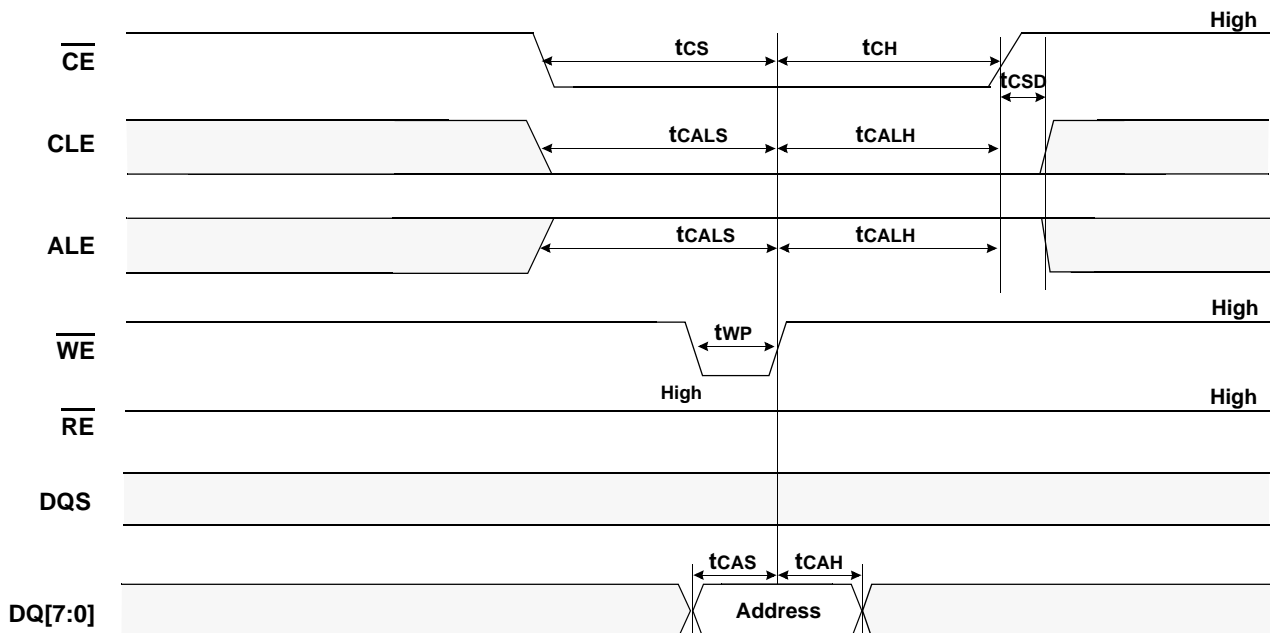 High
CE
tCS
tCH
tCSD
CLE
tCALS
tCALH
ALE
tCALS
tCALH
High
WE
tWP
High
High
RE
DQS
tCAS
tCAH
DQ[7:0]
Address